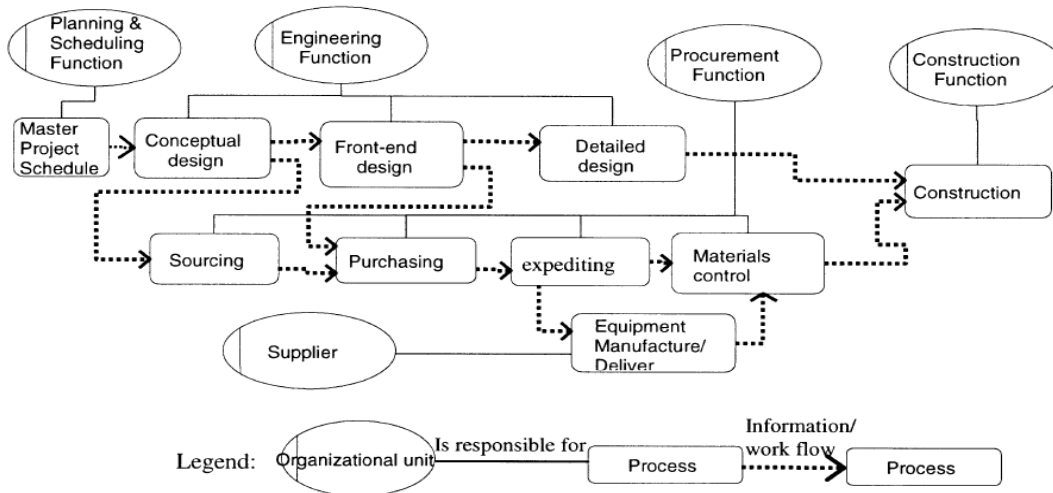 Planning &
Scheduling
Function
Engineering
Function
Procurement
Function
Construction
Function
Master
Project
Schedule
Conceptual
design
Front-end
design
Detailed
design
Construction
Sourcing
Purchasing
expediting
Materials
control
Supplier
Equipment
Manufacture/
Deliver
Legend:
Organizational unit
Is responsible for
Process
Information/
work flow
Process